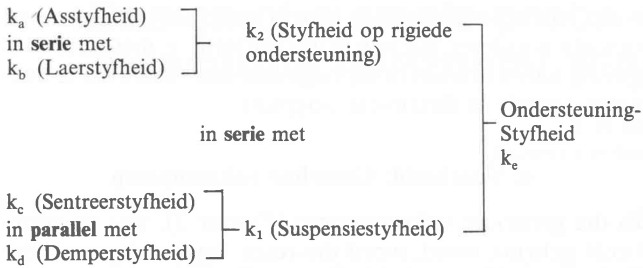 kₐ (Asstyfheid)
in serie met
k_b (Laerstyfheid)
k₂ (Styfheid op rigiede
ondersteuning)
in serie met
Ondersteuning-
Styfheid
kₑ
k_c (Sentreerstyfheid)
in parallel met
k_d (Demperstyfheid)
k₁ (Suspensiestyfheid)